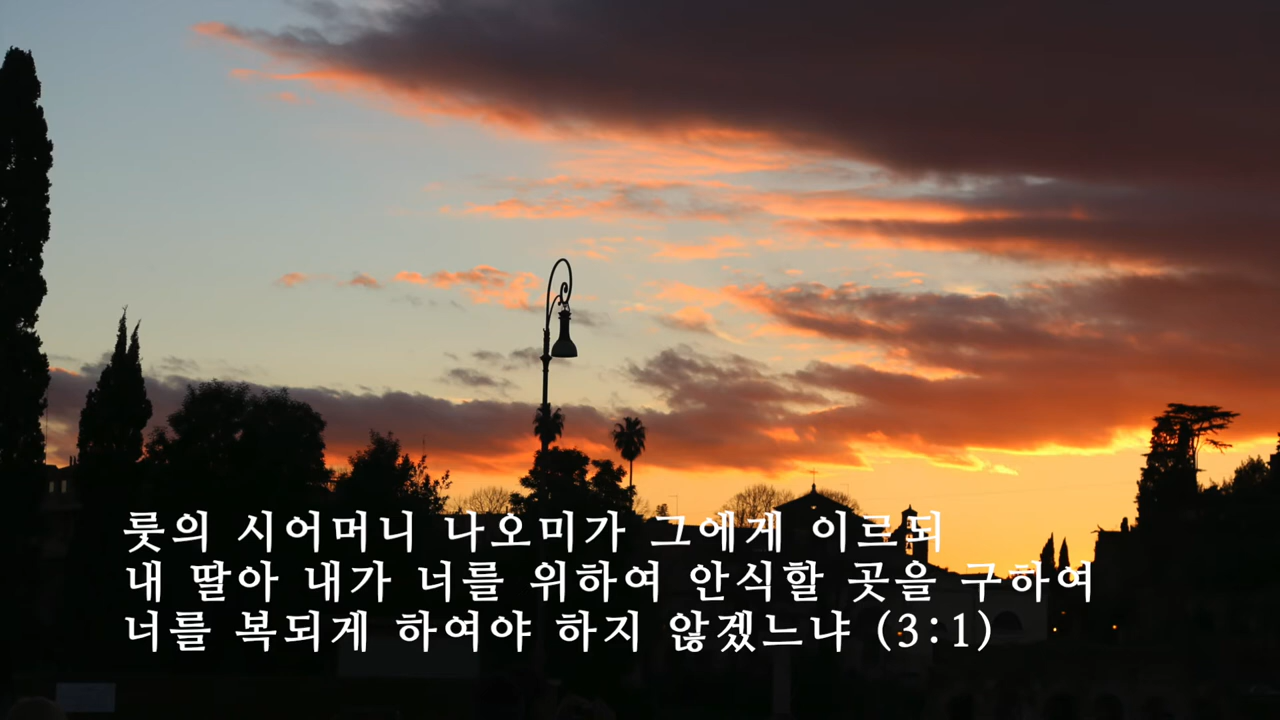 룻의 시어머니 나오미가 그에게 이르되
내 딸아 내가 너를 위하여 안식할 곳을 구하여
너를 복되게 하여야 하지 않겠느냐 (3:1)